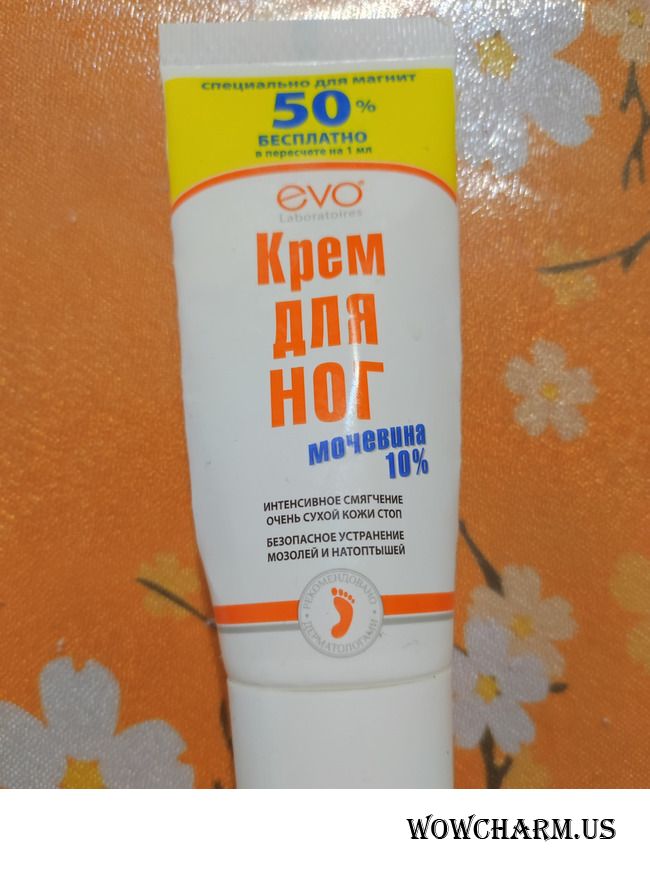 СПЕЦИАЛЬНО ДЛЯ МАГНИТ
50%
БЕСПЛАТНО
в пересчете на 1 мл
evo®
Laboratoires
Крем
для
ног
мочевина
10%
ИНТЕНСИВНОЕ СМЯГЧЕНИЕ
ОЧЕНЬ СУХОЙ КОЖИ СТОП
БЕЗОПАСНОЕ УСТРАНЕНИЕ
МОЗОЛЕЙ И НАТОПТЫШЕЙ
РЕКОМЕНДОВАНО
ДЕРМАТОЛОГАМИ
WOWCHARM.US